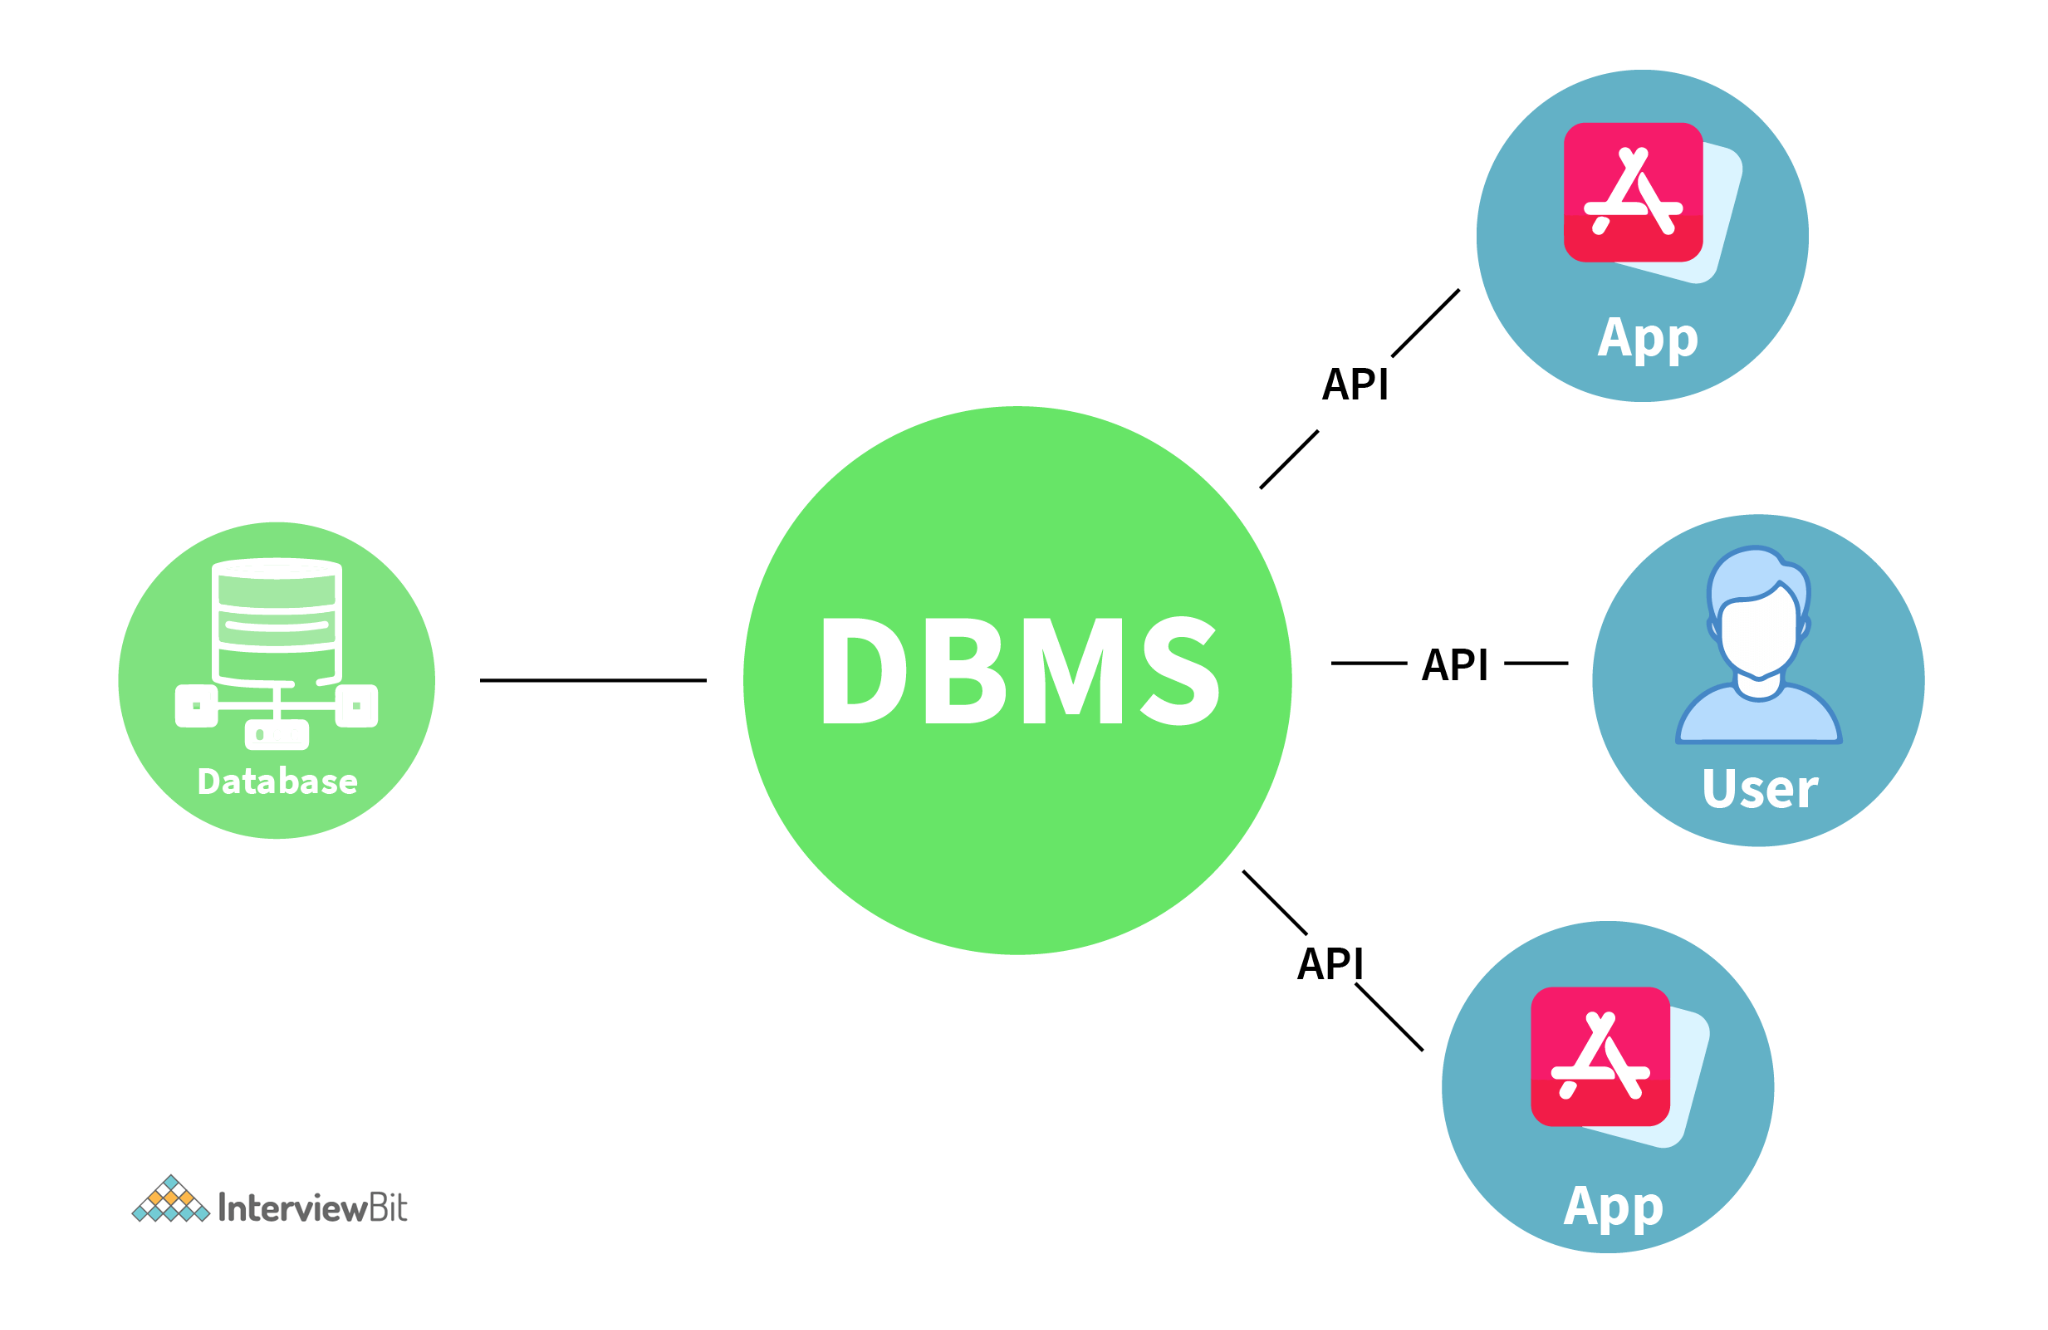 App
API
Database
DBMS
API
User
API
App
InterviewBit